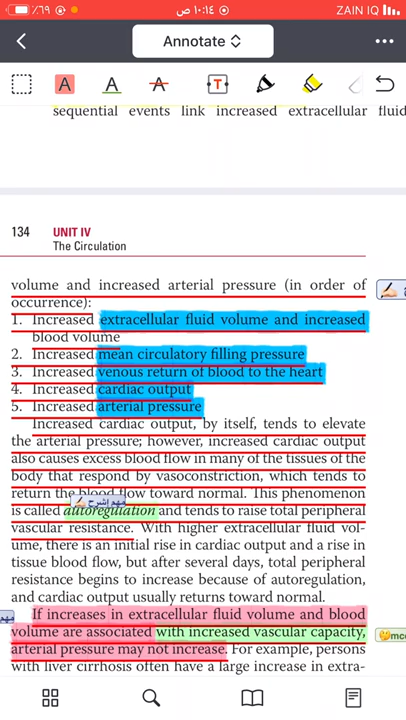 ٪٦٩ ١٠:١٤ ص ZAIN IQ
Annotate
A A A T
sequential events link increased extracellular fluid
134 UNIT IV
The Circulation
volume and increased arterial pressure (in order of
occurrence):
1. Increased extracellular fluid volume and increased
blood volume
2. Increased mean circulatory filling pressure
3. Increased venous return of blood to the heart
4. Increased cardiac output
5. Increased arterial pressure
Increased cardiac output, by itself, tends to elevate
the arterial pressure; however, increased cardiac output
also causes excess blood flow in many of the tissues of the
body that respond by vasoconstriction, which tends to
return the blood flow toward normal. This phenomenon
مهم اشرح
is called autoregulation and tends to raise total peripheral
vascular resistance. With higher extracellular fluid vol-
ume, there is an initial rise in cardiac output and a rise in
tissue blood flow, but after several days, total peripheral
resistance begins to increase because of autoregulation,
and cardiac output usually returns toward normal.
If increases in extracellular fluid volume and blood
volume are associated with increased vascular capacity,
arterial pressure may not increase. For example, persons
with liver cirrhosis often have a large increase in extra-